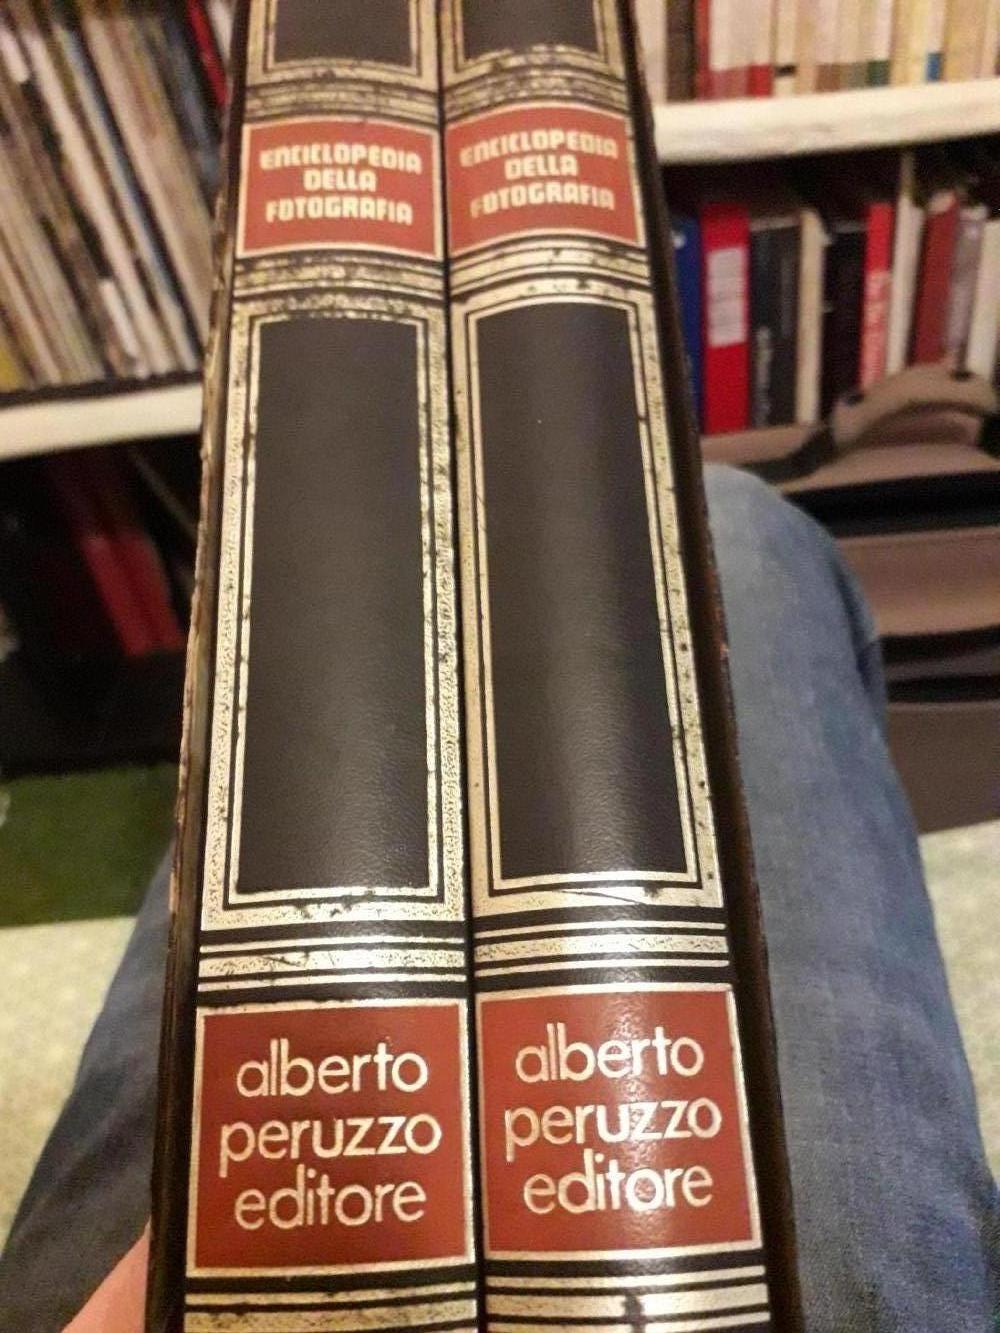 ENCICLOPEDIA
DELLA
FOTOGRAFIA
ENCICLOPEDIA
DELLA
FOTOGRAFIA
alberto
peruzzo
editore
alberto
peruzzo
editore